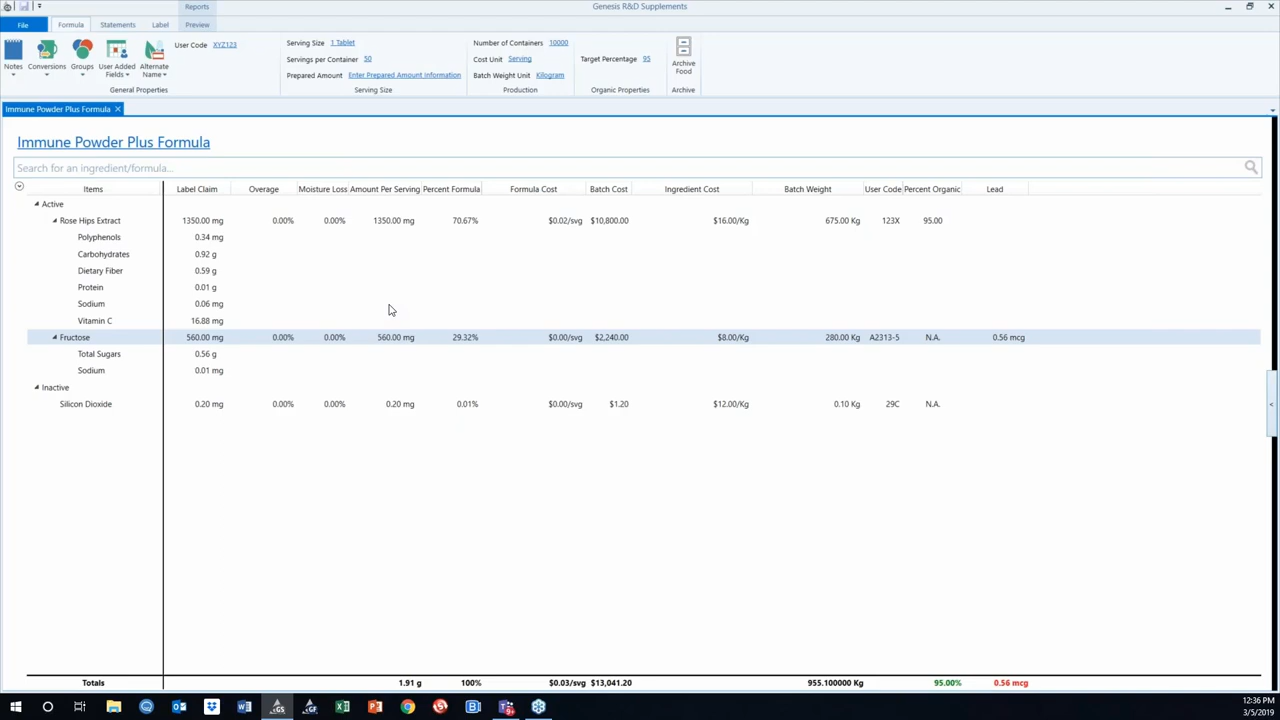 Reports
Genesis R&D Supplements
File Formula Statements Label Preview
Notes
Conversions
Groups
User Added Fields
Alternate Name
User Code XYZ123
General Properties
Serving Size 1 Tablet
Servings per Container 50
Prepared Amount Enter Prepared Amount Information
Serving Size
Number of Containers 10000
Cost Unit Serving
Batch Weight Unit Kilogram
Production
Target Percentage 95
Organic Properties
Archive Food
Archive
Immune Powder Plus Formula
Immune Powder Plus Formula
Search for an ingredient/formula...
Items Label Claim Overage Moisture Loss Amount Per Serving Percent Formula Formula Cost Batch Cost Ingredient Cost Batch Weight User Code Percent Organic Lead
Active
Rose Hips Extract 1350.00 mg 0.00% 0.00% 1350.00 mg 70.67% $0.02/svg $10,800.00 $16.00/Kg 675.00 Kg 123X 95.00
Polyphenols 0.34 mg
Carbohydrates 0.92 g
Dietary Fiber 0.59 g
Protein 0.01 g
Sodium 0.06 mg
Vitamin C 16.88 mg
Fructose 560.00 mg 0.00% 0.00% 560.00 mg 29.32% $0.00/svg $2,240.00 $8.00/Kg 280.00 Kg A2313-5 N.A. 0.56 mcg
Total Sugars 0.56 g
Sodium 0.01 mg
Inactive
Silicon Dioxide 0.20 mg 0.00% 0.00% 0.20 mg 0.01% $0.00/svg $1.20 $12.00/Kg 0.10 Kg 29C N.A.
Totals 1.91 g 100% $0.03/svg $13,041.20 955.100000 Kg 95.00% 0.56 mcg
12:36 PM
3/5/2019